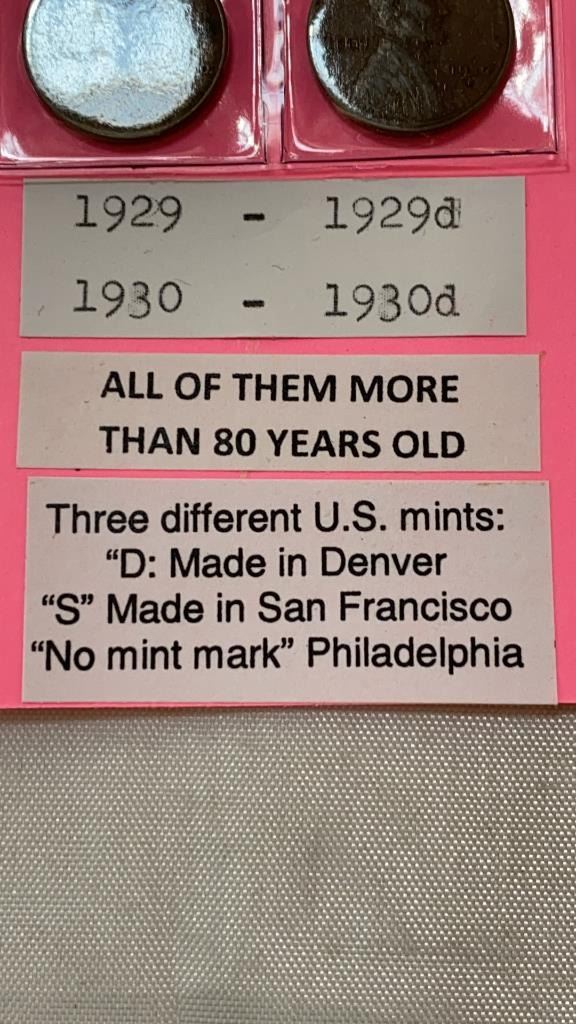 1929 - 1929d
1930 - 1930d
ALL OF THEM MORE
THAN 80 YEARS OLD
Three different U.S. mints:
“D: Made in Denver
“S” Made in San Francisco
“No mint mark” Philadelphia